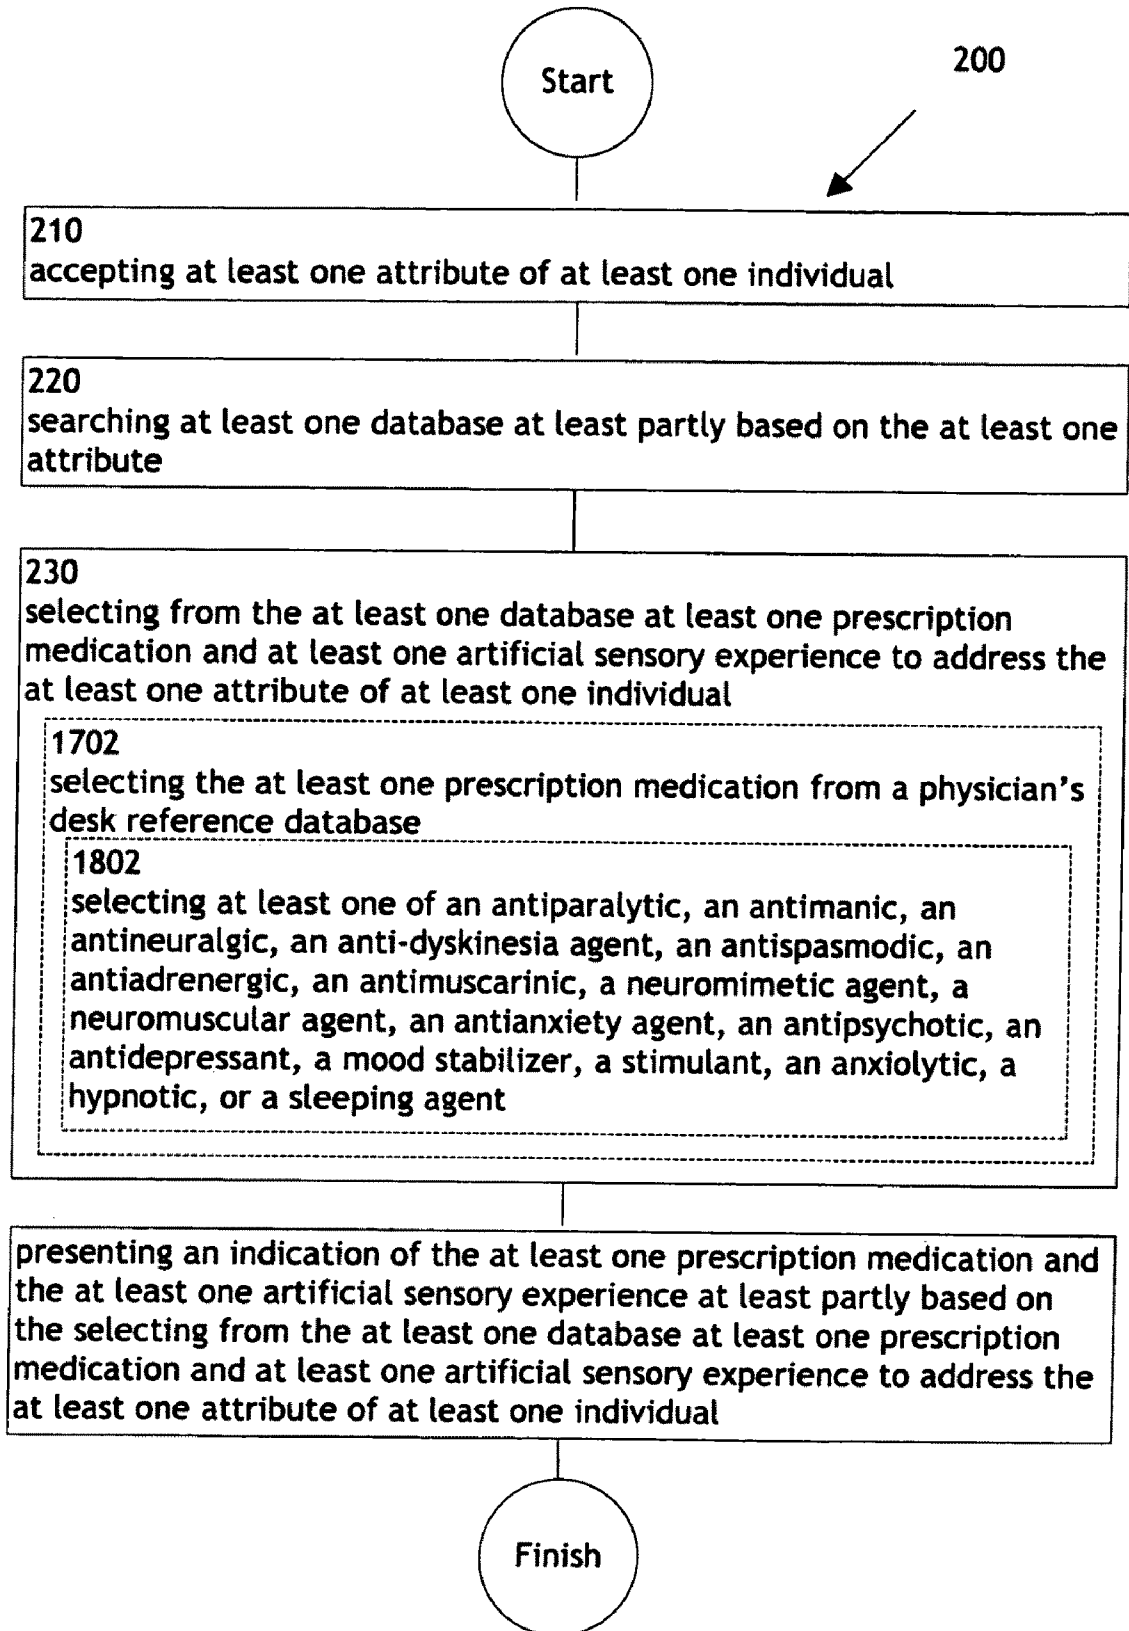 Start
200
210
accepting at least one attribute of at least one individual
220
searching at least one database at least partly based on the at least one
attribute
230
selecting from the at least one database at least one prescription
medication and at least one artificial sensory experience to address the
at least one attribute of at least one individual
1702
selecting the at least one prescription medication from a physician's
desk reference database
1802
selecting at least one of an antiparalytic, an antimanic, an
antineuralgic, an anti-dyskinesia agent, an antispasmodic, an
antiadrenergic, an antimuscarinic, a neuromimetic agent, a
neuromuscular agent, an antianxiety agent, an antipsychotic, an
antidepressant, a mood stabilizer, a stimulant, an anxiolytic, a
hypnotic, or a sleeping agent
presenting an indication of the at least one prescription medication and
the at least one artificial sensory experience at least partly based on
the selecting from the at least one database at least one prescription
medication and at least one artificial sensory experience to address the
at least one attribute of at least one individual
Finish